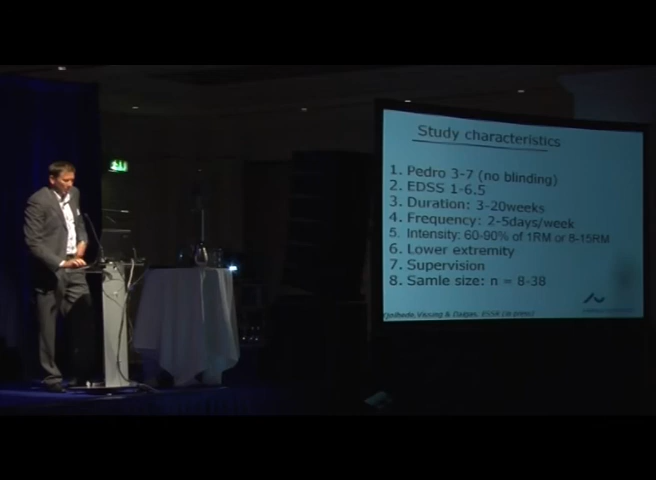 Study characteristics
1. Pedro 3-7 (no blinding)
2. EDSS 1-6.5
3. Duration: 3-20weeks
4. Frequency: 2-5days/week
5. Intensity: 60-90% of 1RM or 8-15RM
6. Lower extremity
7. Supervision
8. Samle size: n = 8-38